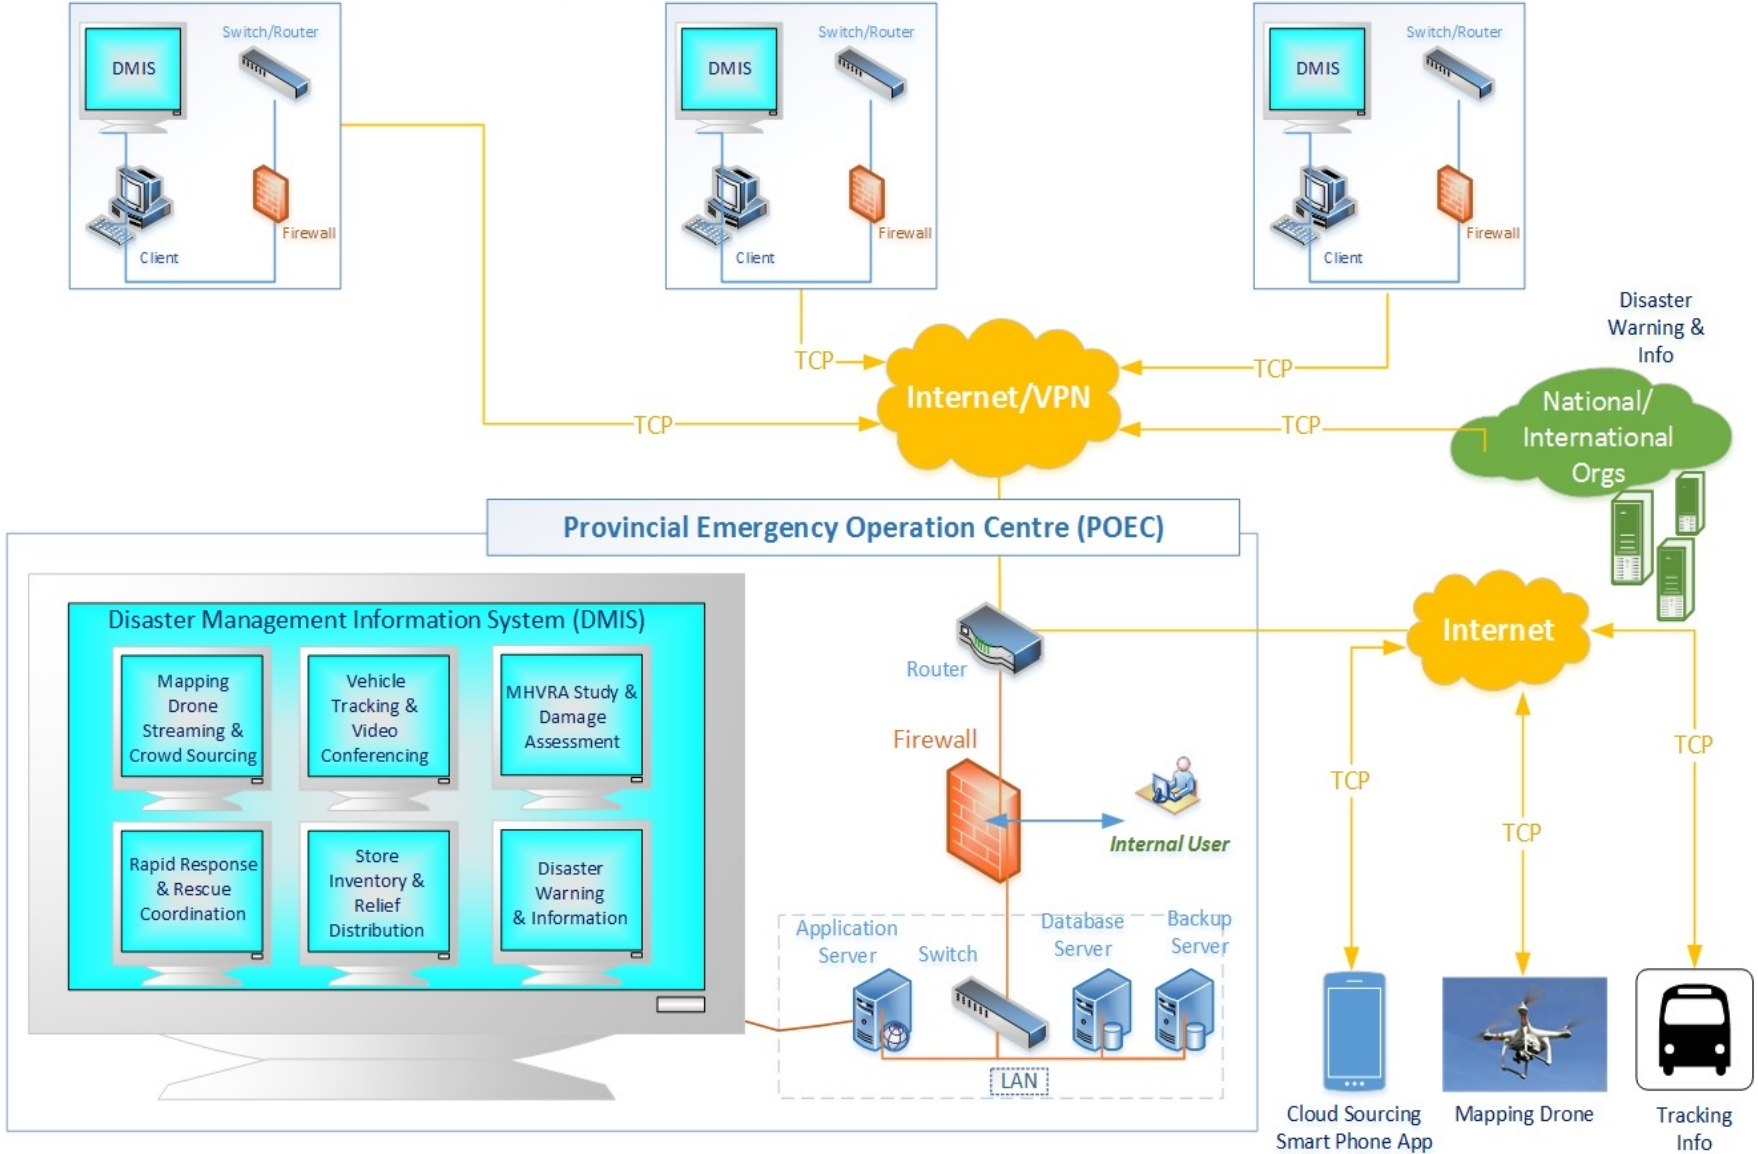 Switch/Router
DMIS
Firewall
Client
Switch/Router
DMIS
Firewall
Client
Switch/Router
DMIS
Firewall
Client
Disaster
Warning &
Info
TCP
TCP
Internet/VPN
National/
International
Orgs
TCP
TCP
Provincial Emergency Operation Centre (POEC)
Disaster Management Information System (DMIS)
Mapping
Drone
Streaming &
Crowd Sourcing
Vehicle
Tracking &
Video
Conferencing
MHVRA Study &
Damage
Assessment
Rapid Response
& Rescue
Coordination
Store
Inventory &
Relief
Distribution
Disaster
Warning
& Information
Router
Internet
Firewall
Internal User
TCP
TCP
TCP
Application
Server
Switch
Database
Server
Backup
Server
LAN
Cloud Sourcing
Smart Phone App
Mapping Drone
Tracking
Info